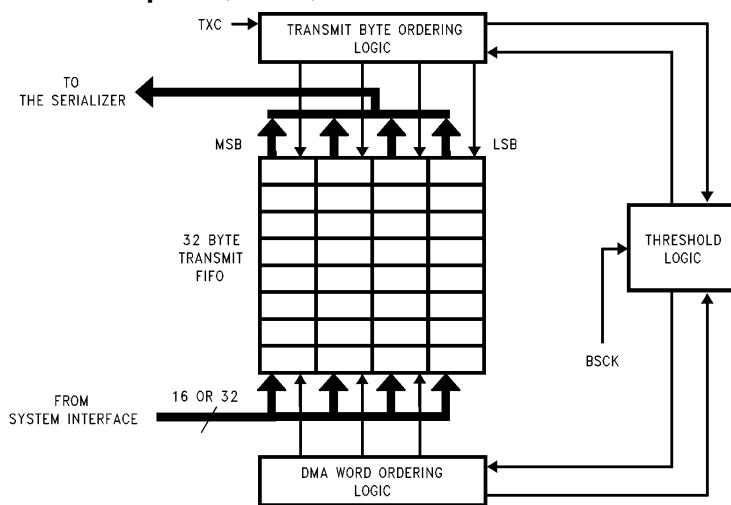 TXC
TRANSMIT BYTE ORDERING
LOGIC
TO
THE SERIALIZER
MSB
LSB
32 BYTE
TRANSMIT
FIFO
THRESHOLD
LOGIC
BSCK
FROM
SYSTEM INTERFACE
16 OR 32
DMA WORD ORDERING
LOGIC